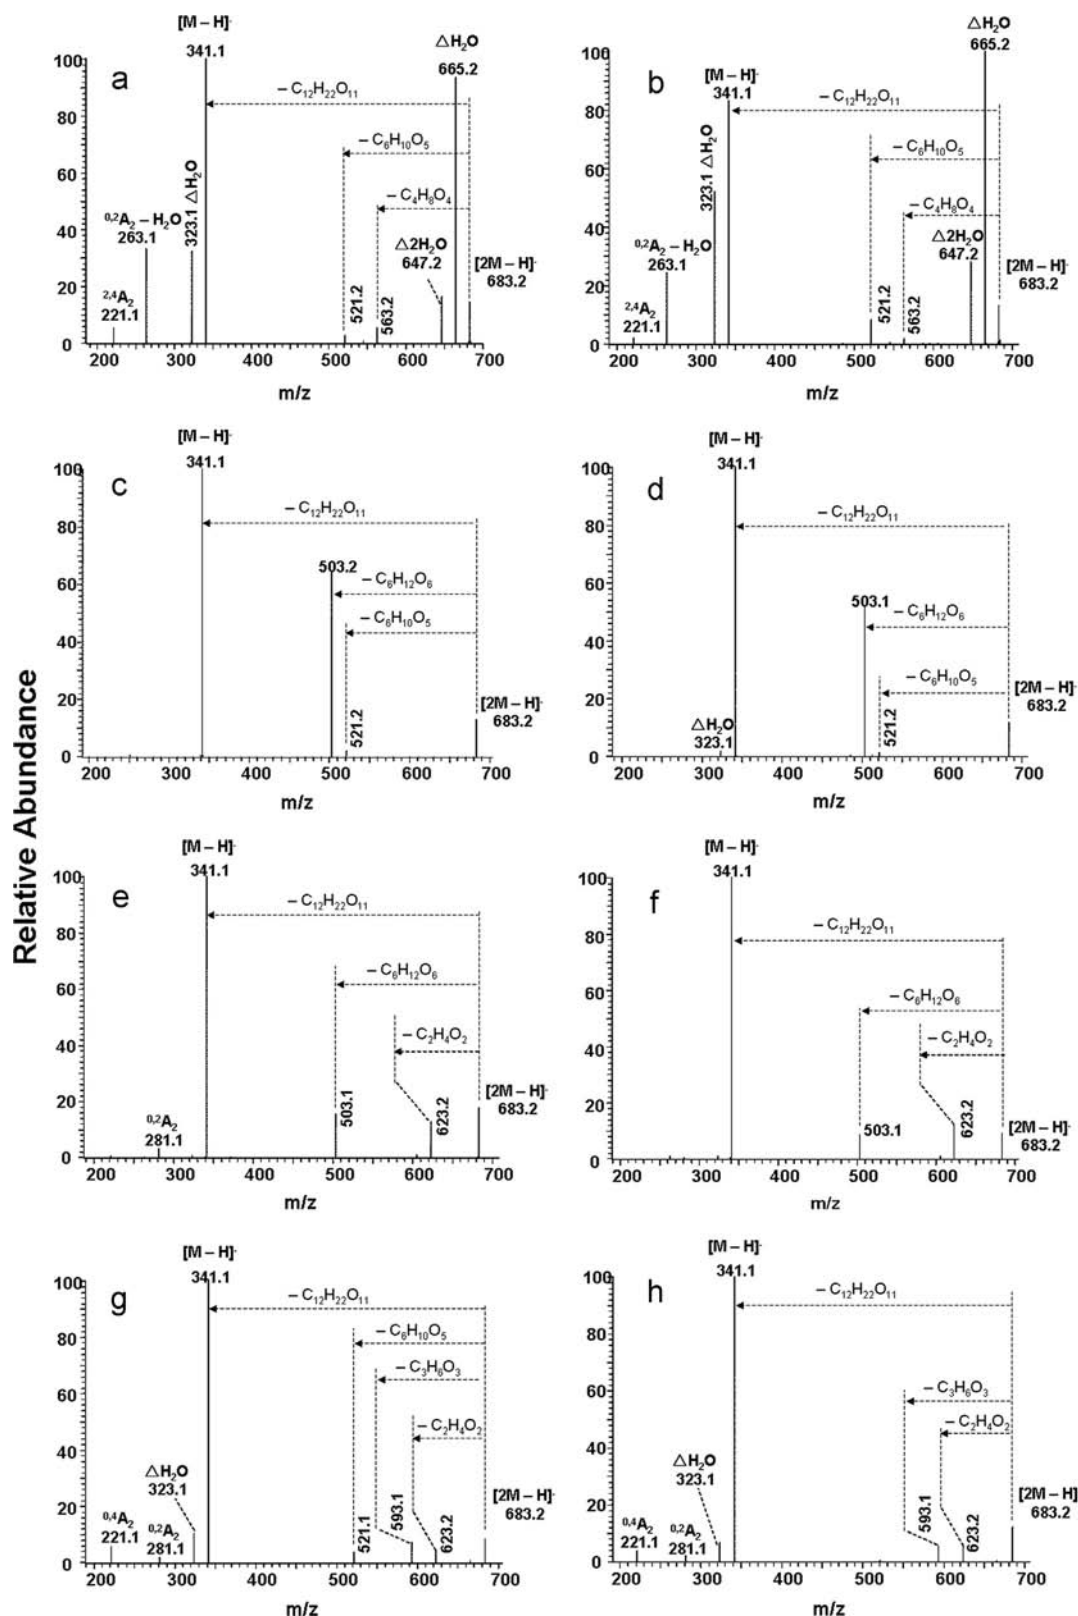 Relative Abundance
a
[M – H]⁻
341.1
△H₂O
665.2
– C₁₂H₂₂O₁₁
– C₆H₁₀O₅
– C₄H₈O₄
323.1 △H₂O
⁰,²A₂ – H₂O
263.1
²,⁴A₂
221.1
△2H₂O
647.2
[2M – H]⁻
683.2
521.2
563.2
100
80
60
40
20
0
200 300 400 500 600 700
m/z
b
△H₂O
665.2
[M – H]⁻
341.1
– C₁₂H₂₂O₁₁
– C₆H₁₀O₅
– C₄H₈O₄
323.1 △H₂O
⁰,²A₂ – H₂O
263.1
²,⁴A₂
221.1
△2H₂O
647.2
[2M – H]⁻
683.2
521.2
563.2
100
80
60
40
20
0
200 300 400 500 600 700
m/z
c
[M – H]⁻
341.1
– C₁₂H₂₂O₁₁
503.2
– C₆H₁₂O₆
– C₆H₁₀O₅
521.2
[2M – H]⁻
683.2
100
80
60
40
20
0
200 300 400 500 600 700
m/z
d
[M – H]⁻
341.1
– C₁₂H₂₂O₁₁
503.1
– C₆H₁₂O₆
– C₆H₁₀O₅
521.2
△H₂O
323.1
[2M – H]⁻
683.2
100
80
60
40
20
0
200 300 400 500 600 700
m/z
e
[M – H]⁻
341.1
– C₁₂H₂₂O₁₁
– C₆H₁₂O₆
– C₂H₄O₂
⁰,²A₂
281.1
503.1
623.2
[2M – H]⁻
683.2
100
80
60
40
20
0
200 300 400 500 600 700
m/z
f
[M – H]⁻
341.1
– C₁₂H₂₂O₁₁
– C₆H₁₂O₆
– C₂H₄O₂
503.1
623.2
[2M – H]⁻
683.2
100
80
60
40
20
0
200 300 400 500 600 700
m/z
g
[M – H]⁻
341.1
– C₁₂H₂₂O₁₁
– C₆H₁₀O₅
– C₃H₆O₃
– C₂H₄O₂
△H₂O
323.1
⁰,⁴A₂
221.1
⁰,²A₂
281.1
521.1
593.1
623.2
[2M – H]⁻
683.2
100
80
60
40
20
0
200 300 400 500 600 700
m/z
h
[M – H]⁻
341.1
– C₁₂H₂₂O₁₁
– C₃H₆O₃
– C₂H₄O₂
△H₂O
323.1
⁰,⁴A₂
221.1
⁰,²A₂
281.1
593.1
623.2
[2M – H]
683.2
100
80
60
40
20
0
200 300 400 500 600 700
m/z